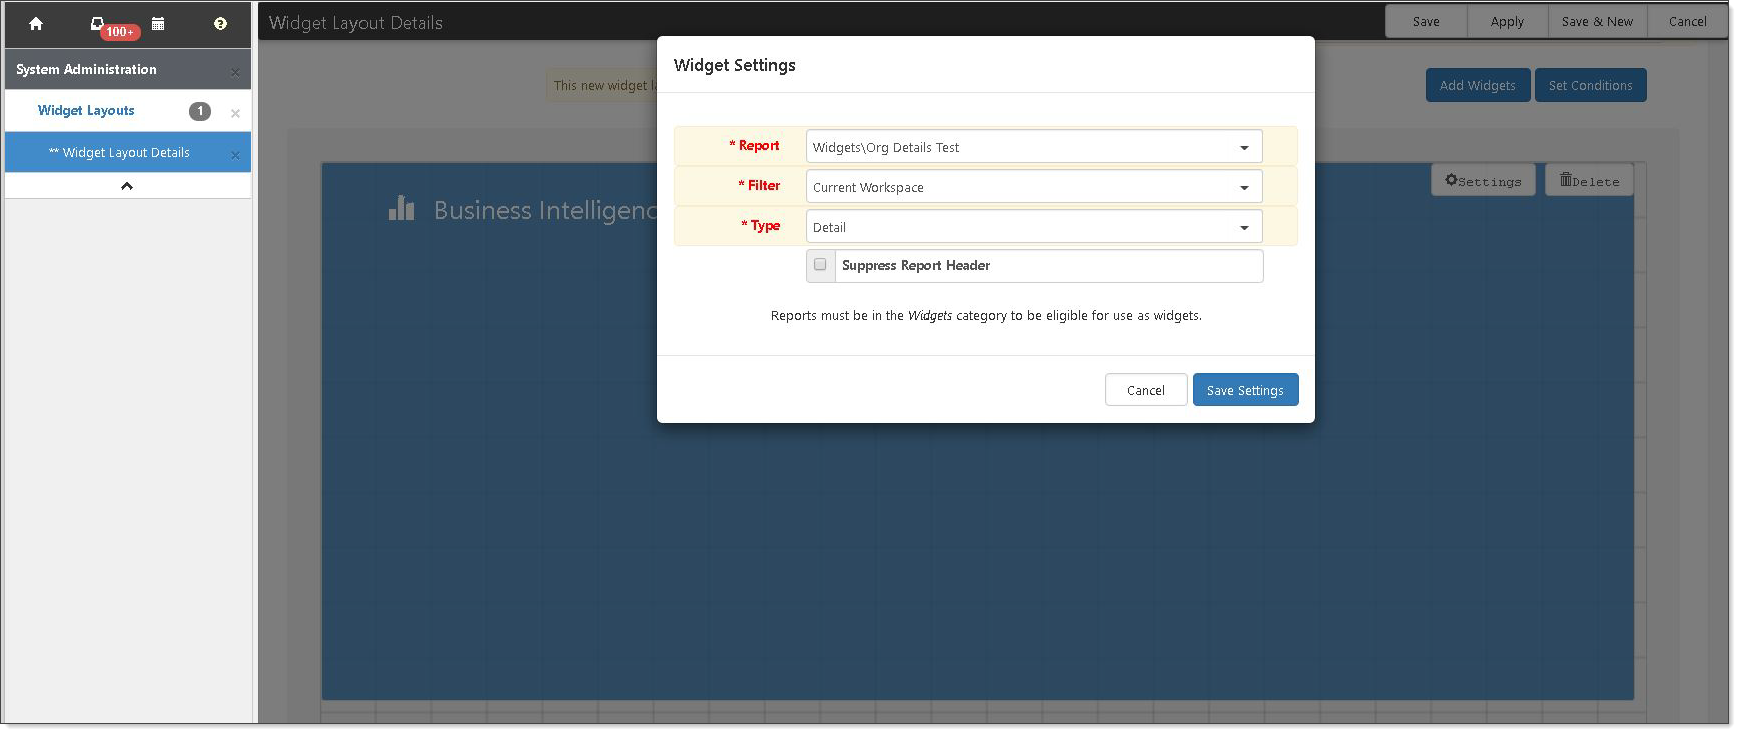 100+
Widget Layout Details
Save
Apply
Save & New
Cancel
System Administration
Widget Layouts
1
** Widget Layout Details
This new widget l
Add Widgets
Set Conditions
Settings
Delete
Business Intelligenc
Widget Settings
* Report
Widgets\Org Details Test
* Filter
Current Workspace
* Type
Detail
Suppress Report Header
Reports must be in the Widgets category to be eligible for use as widgets.
Cancel
Save Settings